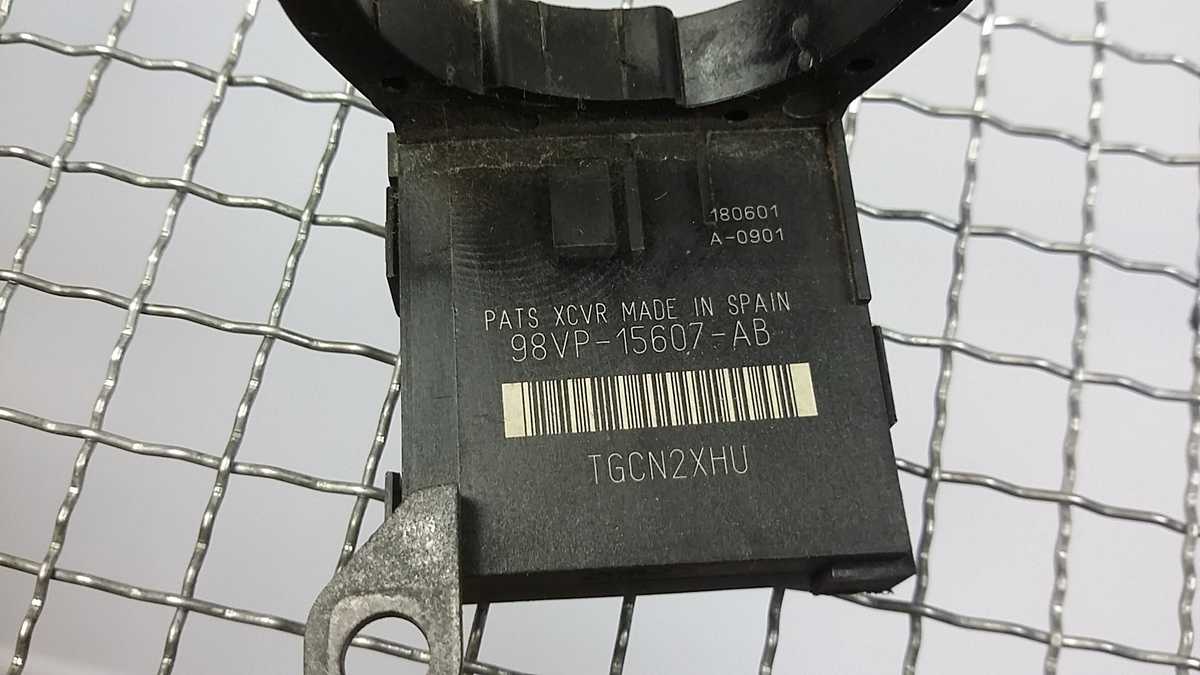 180601
A-0901
PATS XCVR MADE IN SPAIN
98VP-15607-AB
TGCN2XHU